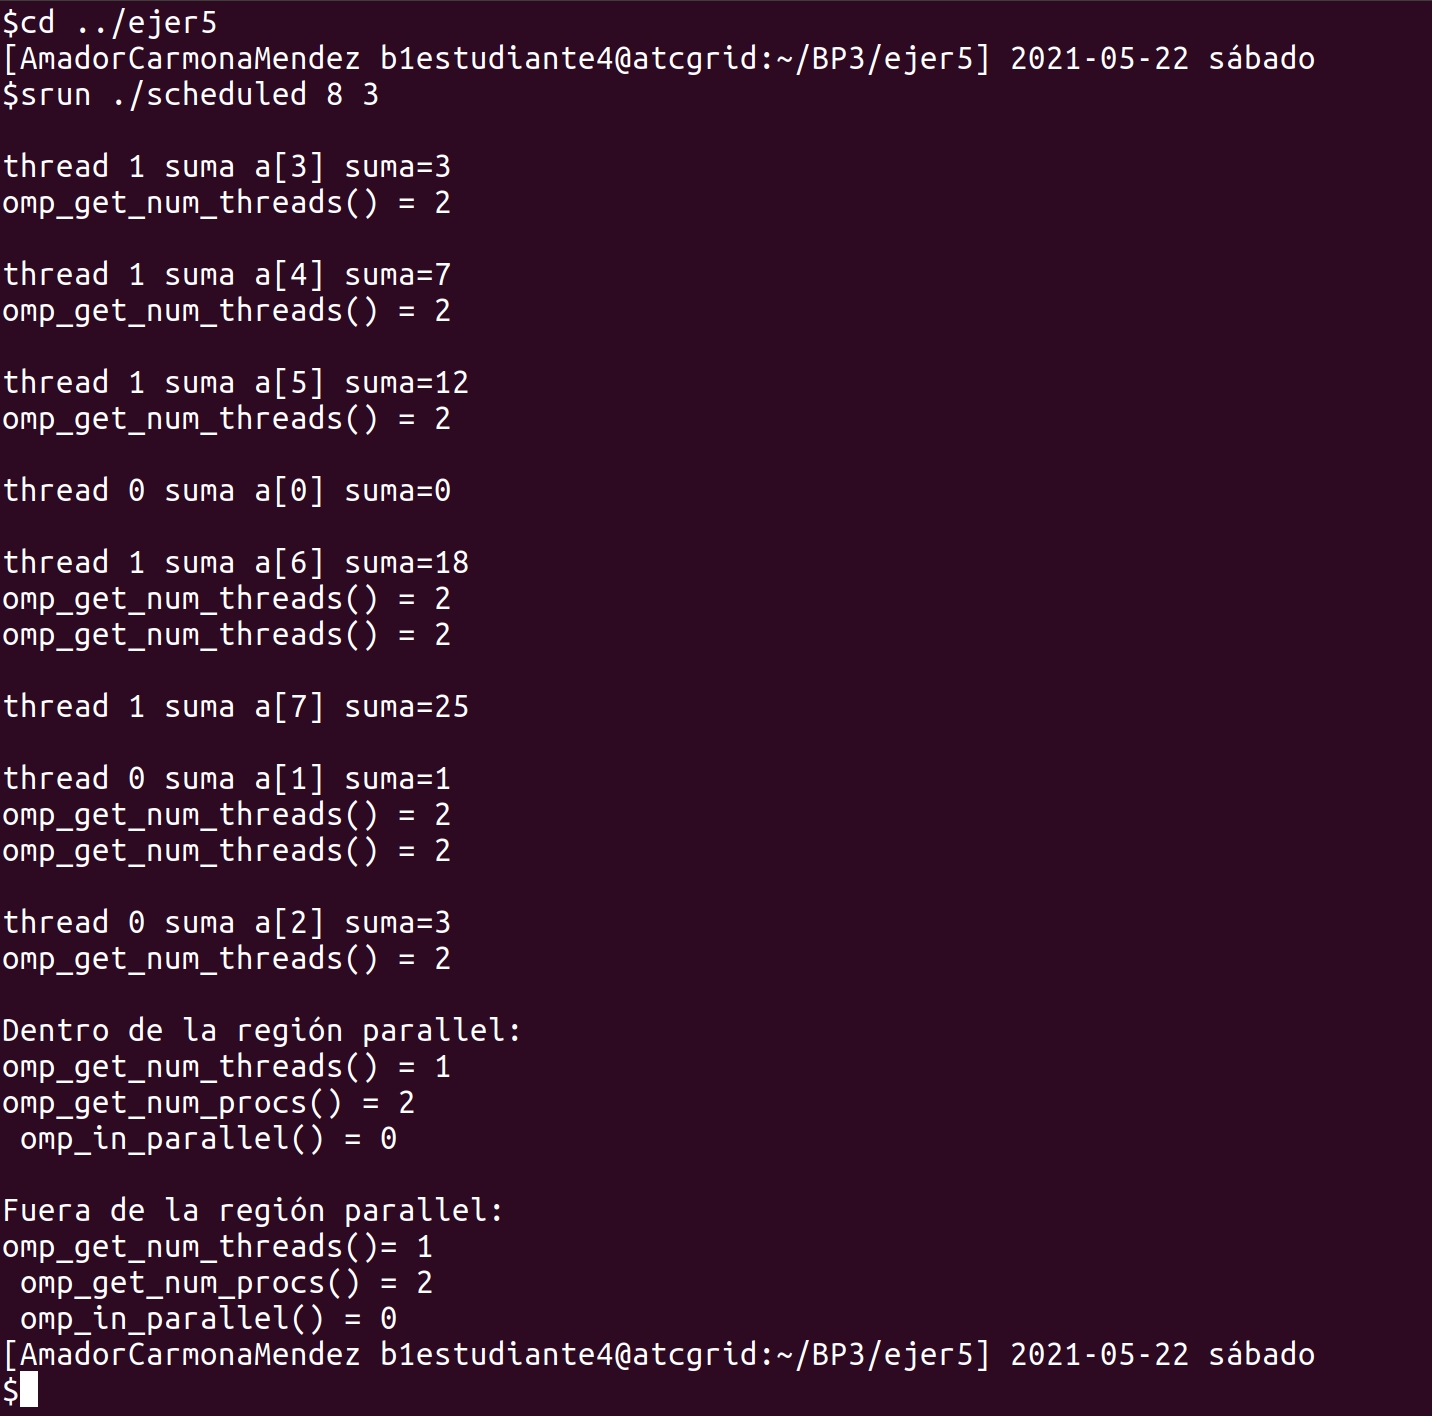 $cd ../ejer5
[AmadorCarmonaMendez b1estudiante4@atcgrid:~/BP3/ejer5] 2021-05-22 sábado
$srun ./scheduled 8 3
thread 1 suma a[3] suma=3
omp_get_num_threads() = 2
thread 1 suma a[4] suma=7
omp_get_num_threads() = 2
thread 1 suma a[5] suma=12
omp_get_num_threads() = 2
thread 0 suma a[0] suma=0
thread 1 suma a[6] suma=18
omp_get_num_threads() = 2
omp_get_num_threads() = 2
thread 1 suma a[7] suma=25
thread 0 suma a[1] suma=1
omp_get_num_threads() = 2
omp_get_num_threads() = 2
thread 0 suma a[2] suma=3
omp_get_num_threads() = 2
Dentro de la región parallel:
omp_get_num_threads() = 1
omp_get_num_procs() = 2
 omp_in_parallel() = 0
Fuera de la región parallel:
omp_get_num_threads()= 1
 omp_get_num_procs() = 2
 omp_in_parallel() = 0
[AmadorCarmonaMendez b1estudiante4@atcgrid:~/BP3/ejer5] 2021-05-22 sábado
$